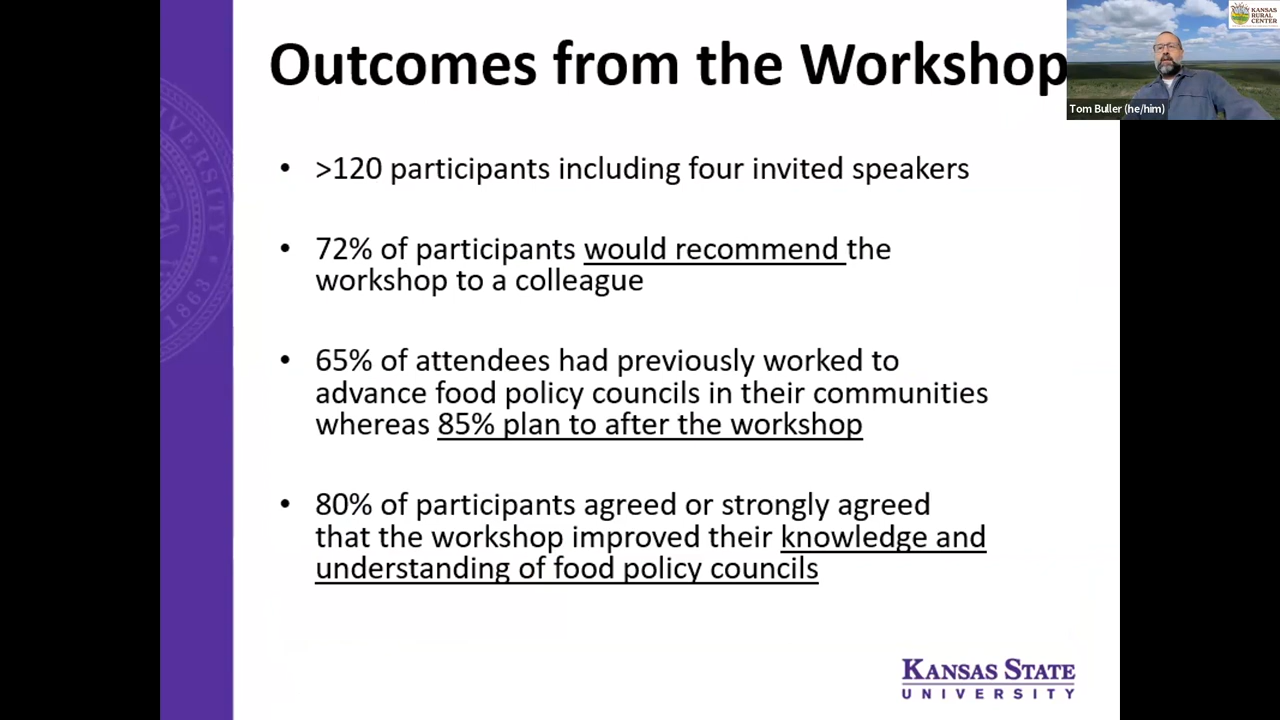 Outcomes from the Workshop
KANSAS
RURAL
CENTER
Tom Buller (he/him)
• >120 participants including four invited speakers
• 72% of participants would recommend the
workshop to a colleague
• 65% of attendees had previously worked to
advance food policy councils in their communities
whereas 85% plan to after the workshop
• 80% of participants agreed or strongly agreed
that the workshop improved their knowledge and
understanding of food policy councils
VERSITY
1863
KANSAS STATE
UNIVERSITY